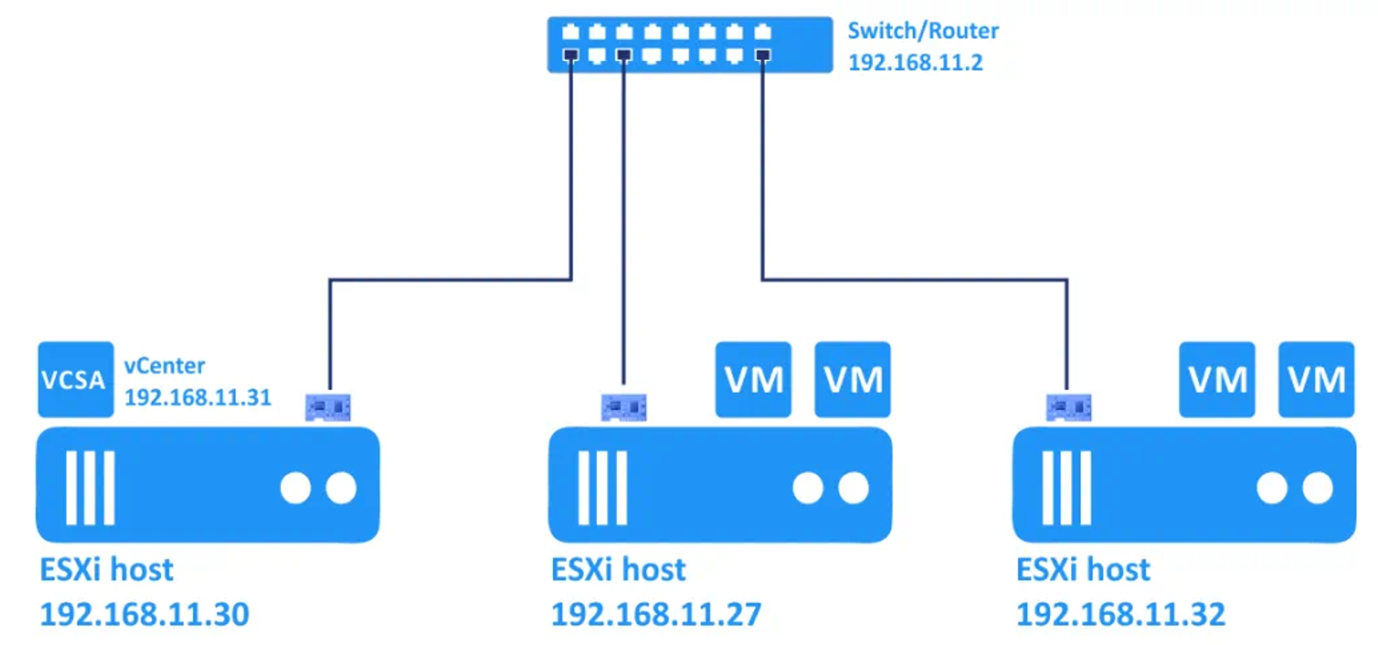 Switch/Router
192.168.11.2
VCSA
vCenter
192.168.11.31
VM
VM
VM
VM
ESXi host
192.168.11.30
ESXi host
192.168.11.27
ESXi host
192.168.11.32